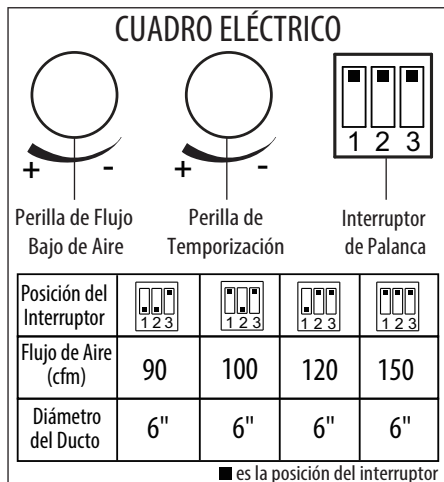 CUADRO ELÉCTRICO
+ -
+ -
1 2 3
Perilla de Flujo
Bajo de Aire
Perilla de
Temporización
Interruptor
de Palanca
Posición del
Interruptor
1 2 3
1 2 3
1 2 3
1 2 3
Flujo de Aire
(cfm)
90
100
120
150
Diámetro
del Ducto
6"
6"
6"
6"
es la posición del interruptor